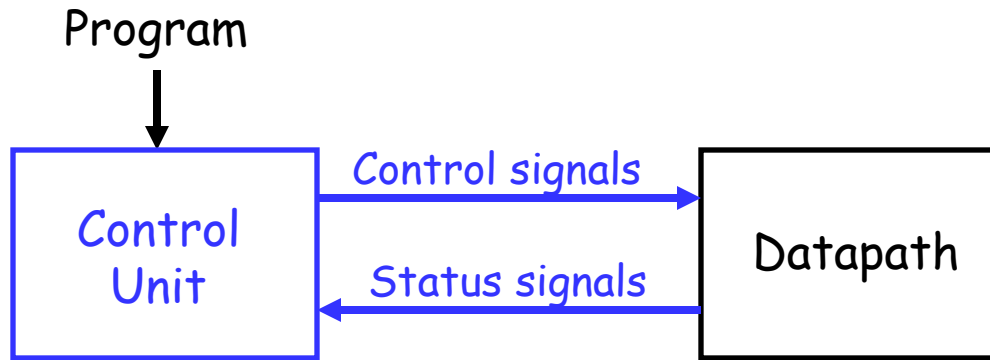 Program
Control signals
Control
Unit
Datapath
Status signals